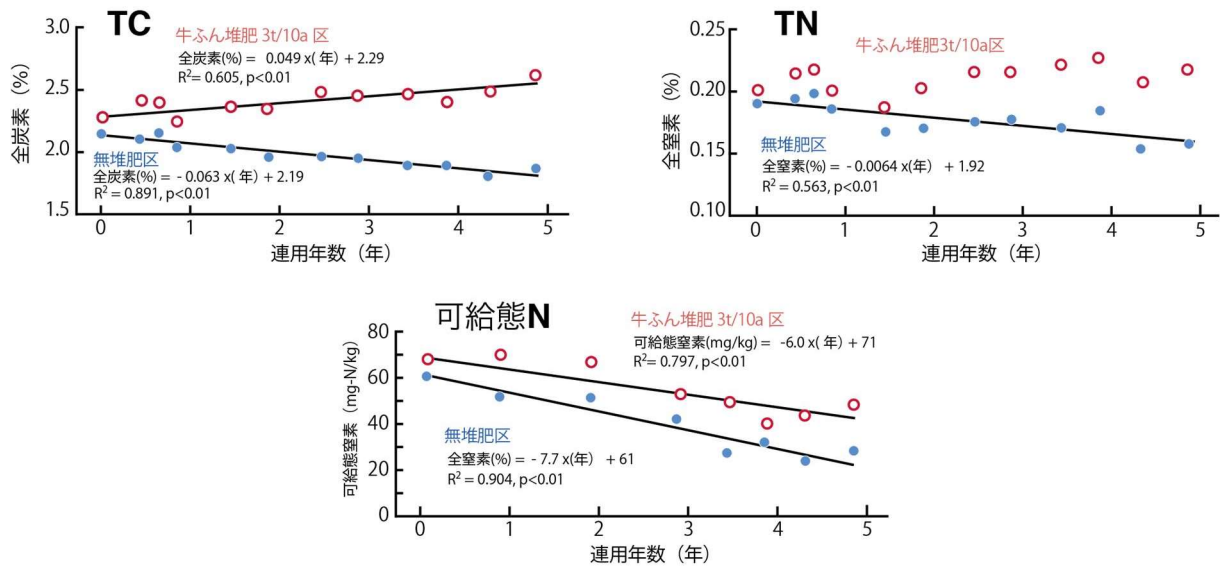 TC
牛ふん堆肥 3t/10a 区
全炭素(%) = 0.049 x( 年) + 2.29
R²= 0.605, p<0.01
3.0
2.5
2.0
1.5
全炭素（%）
無堆肥区
全炭素(%) = - 0.063 x( 年) + 2.19
R² = 0.891, p<0.01
0 1 2 3 4 5
連用年数（年）
TN
牛ふん堆肥3t/10a区
0.25
0.20
0.15
0.10
全窒素（%）
無堆肥区
全窒素(%) = - 0.0064 x(年) + 1.92
R² = 0.563, p<0.01
0 1 2 3 4 5
連用年数（年）
可給態N
牛ふん堆肥 3t/10a 区
可給態窒素(mg/kg) = -6.0 x( 年) + 71
R²= 0.797, p<0.01
80
60
40
20
0
可給態窒素（mg-N/kg）
無堆肥区
全窒素(%) = - 7.7 x(年) + 61
R² = 0.904, p<0.01
0 1 2 3 4 5
連用年数（年）